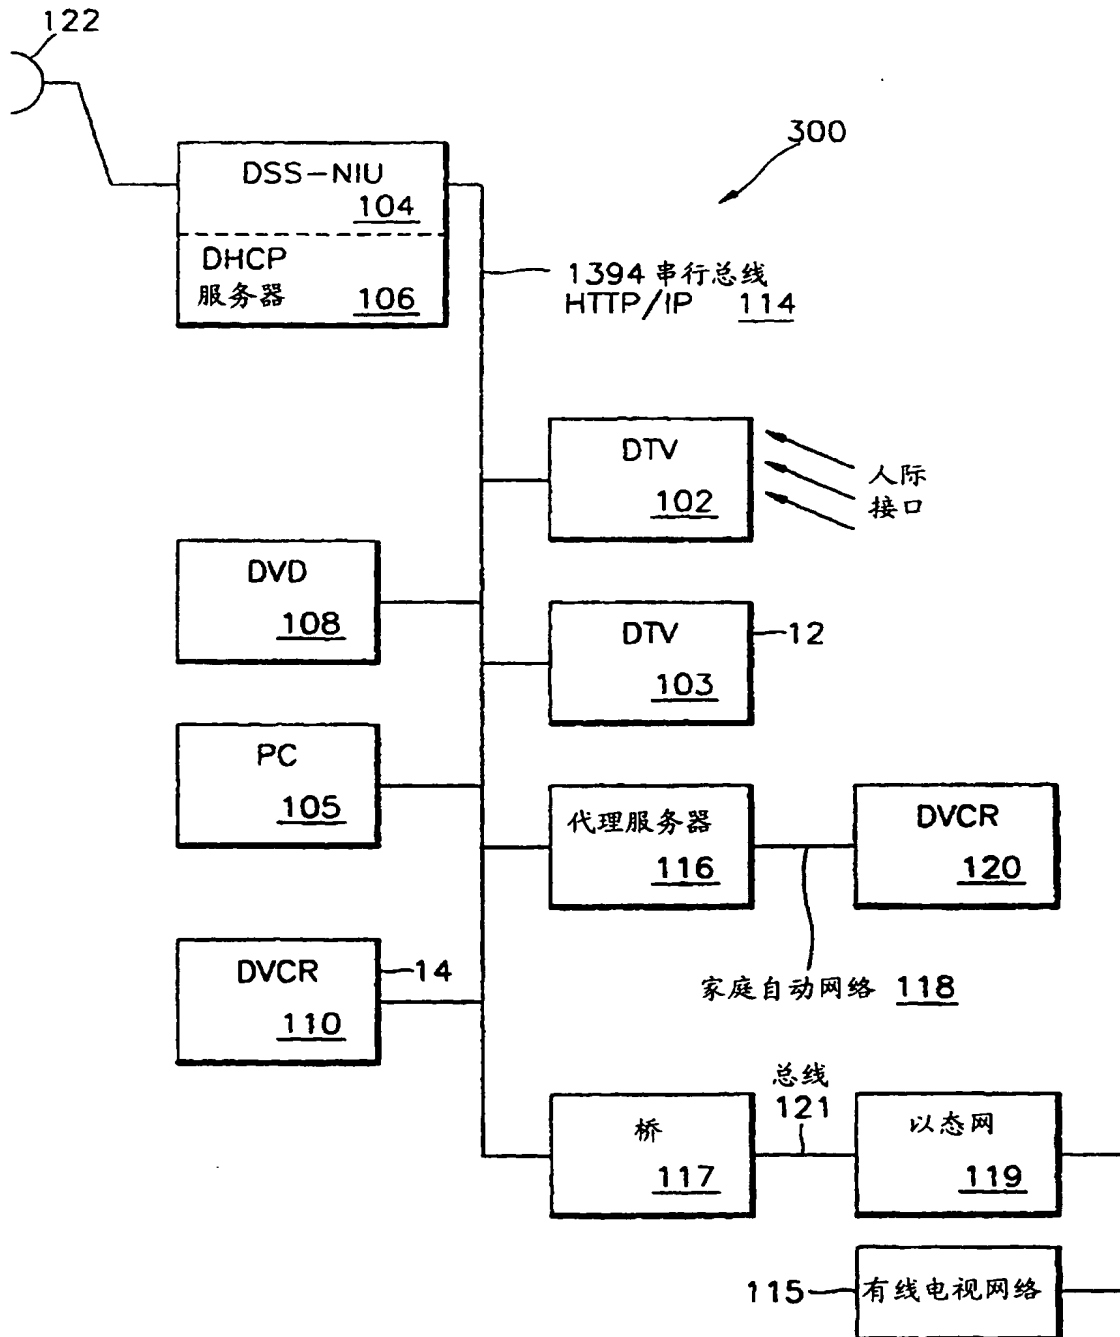 122
300
DSS-NIU
104
DHCP
服务器
106
1394 串行总线
HTTP/IP 114
DTV
102
人际
接口
DVD
108
DTV
103
12
PC
105
代理服务器
116
DVCR
120
DVCR
110
14
家庭自动网络 118
总线
121
桥
117
以态网
119
115
有线电视网络